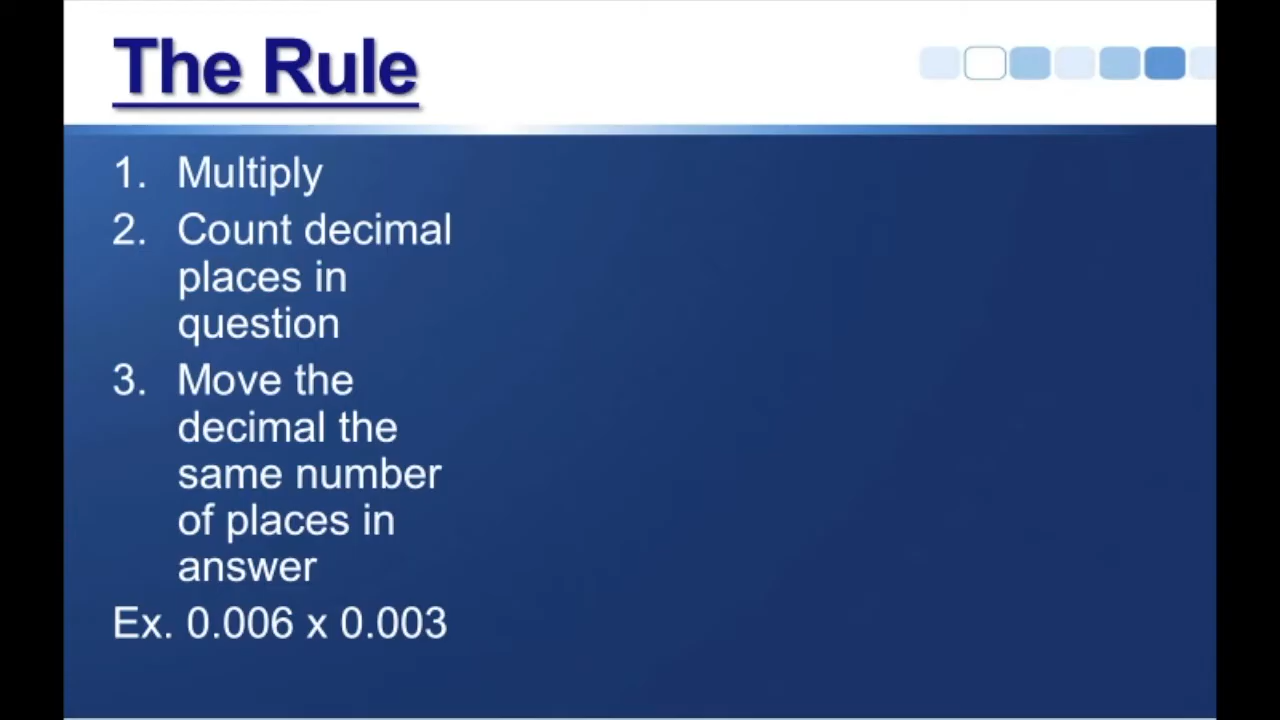 The Rule
1. Multiply
2. Count decimal
places in
question
3. Move the
decimal the
same number
of places in
answer
Ex. 0.006 x 0.003